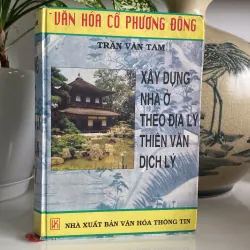 VĂN HÓA CỔ PHƯƠNG ĐÔNG
TRẦN VĂN TAM
XÂY DỰNG
NHÀ Ở
THEO ĐỊA LÝ
THIÊN VĂN
DỊCH LÝ
NHÀ XUẤT BẢN VĂN HÓA THÔNG TIN